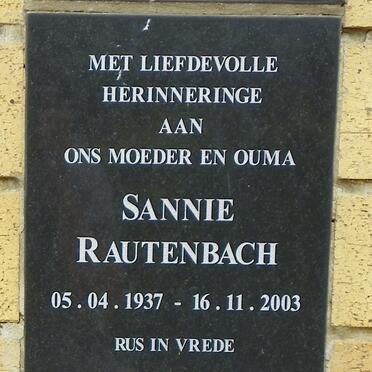 MET LIEFDEVOLLE
HERINNERINGE
AAN
ONS MOEDER EN OUMA
SANNIE
RAUTENBACH
05.04.1937 - 16.11.2003
RUS IN VREDE